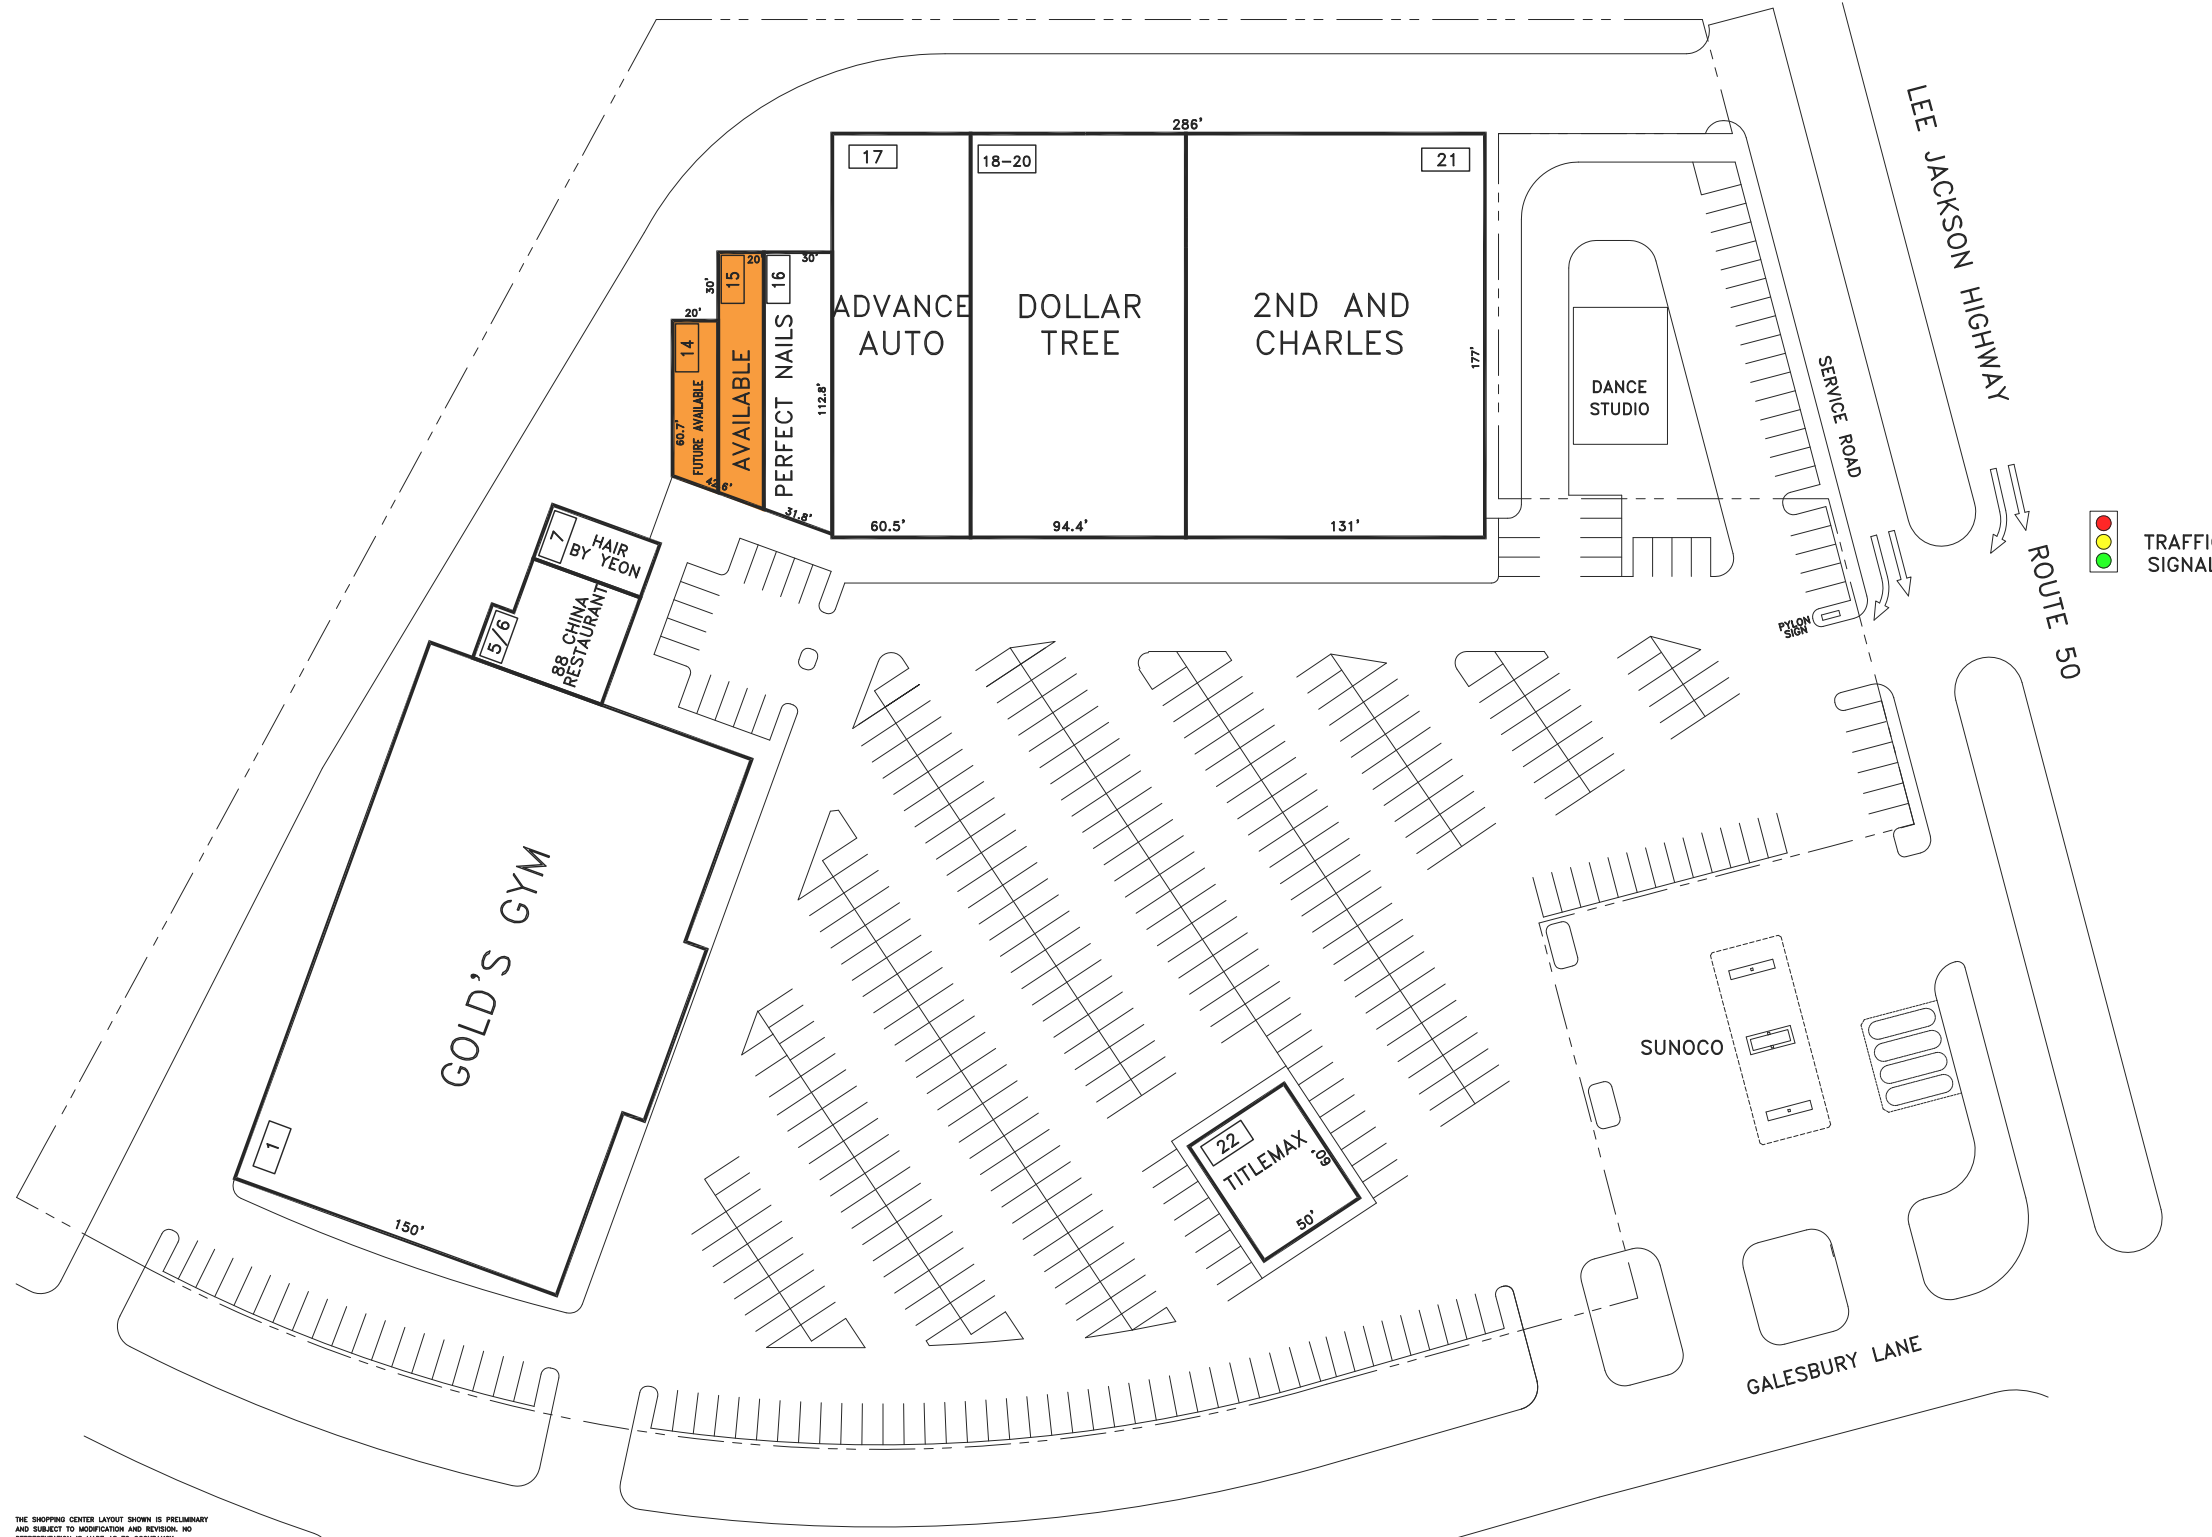 286'
17
18-20
21
LEE JACKSON HIGHWAY
20'
30'
15
16
30'
ADVANCE
AUTO
DOLLAR
TREE
2ND AND
CHARLES
20'
14
FUTURE AVAILABLE
60.7'
AVAILABLE
PERFECT NAILS
112.8'
177'
DANCE
STUDIO
SERVICE ROAD
42.6'
31.8'
60.5'
94.4'
131'
TRAFFI
SIGNAL
ROUTE 50
7
HAIR
BY YEON
5/6
88 CHINA
RESTAURANT
PYLON
SIGN
GOLD'S GYM
1
150'
SUNOCO
22
TITLEMAX
60'
50'
GALESBURY LANE
THE SHOPPING CENTER LAYOUT SHOWN IS PRELIMINARY
AND SUBJECT TO MODIFICATION AND REVISION. NO